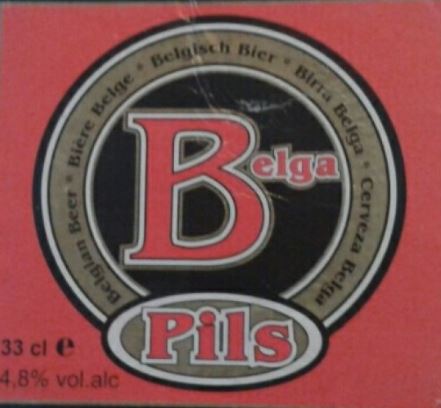 Belgian Beer * Bière Belge * Belgisch Bier * Birra Belga * Cerveza Belga
Belga
Pils
33 cl e
4,8% vol.alc